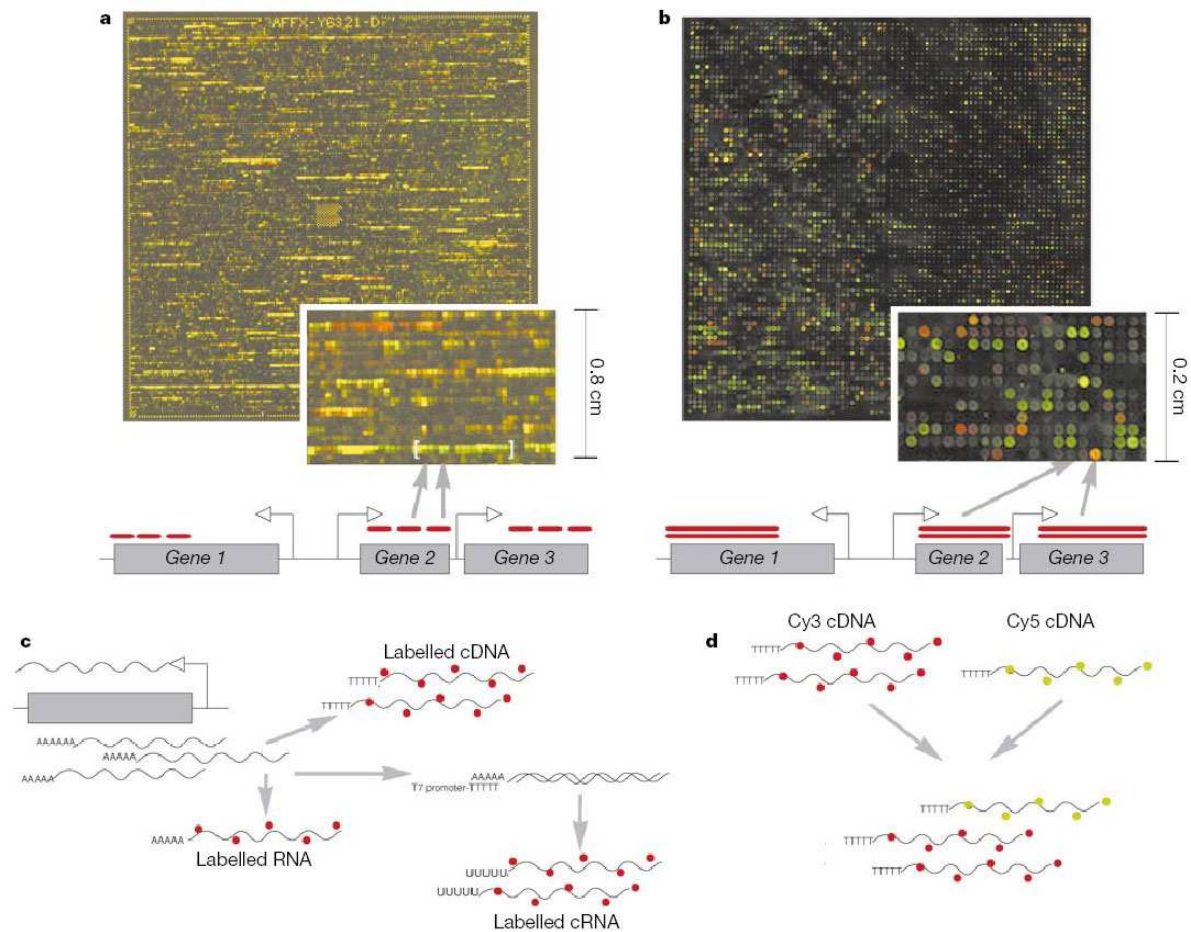 a
AFFX-Y6321-D
0.8 cm
Gene 1
Gene 2
Gene 3
b
0.2 cm
Gene 1
Gene 2
Gene 3
c
AAAAAA
AAAAA
AAAAA
Labelled cDNA
TTTTT
TTTTT
AAAAA
Labelled RNA
AAAAA
T7 promoter-TTTTT
UUUUU
UUUUU
Labelled cRNA
d
Cy3 cDNA
Cy5 cDNA
TTTTT
TTTTT
TTTTT
TTTTT
TTTTT
TTTTT